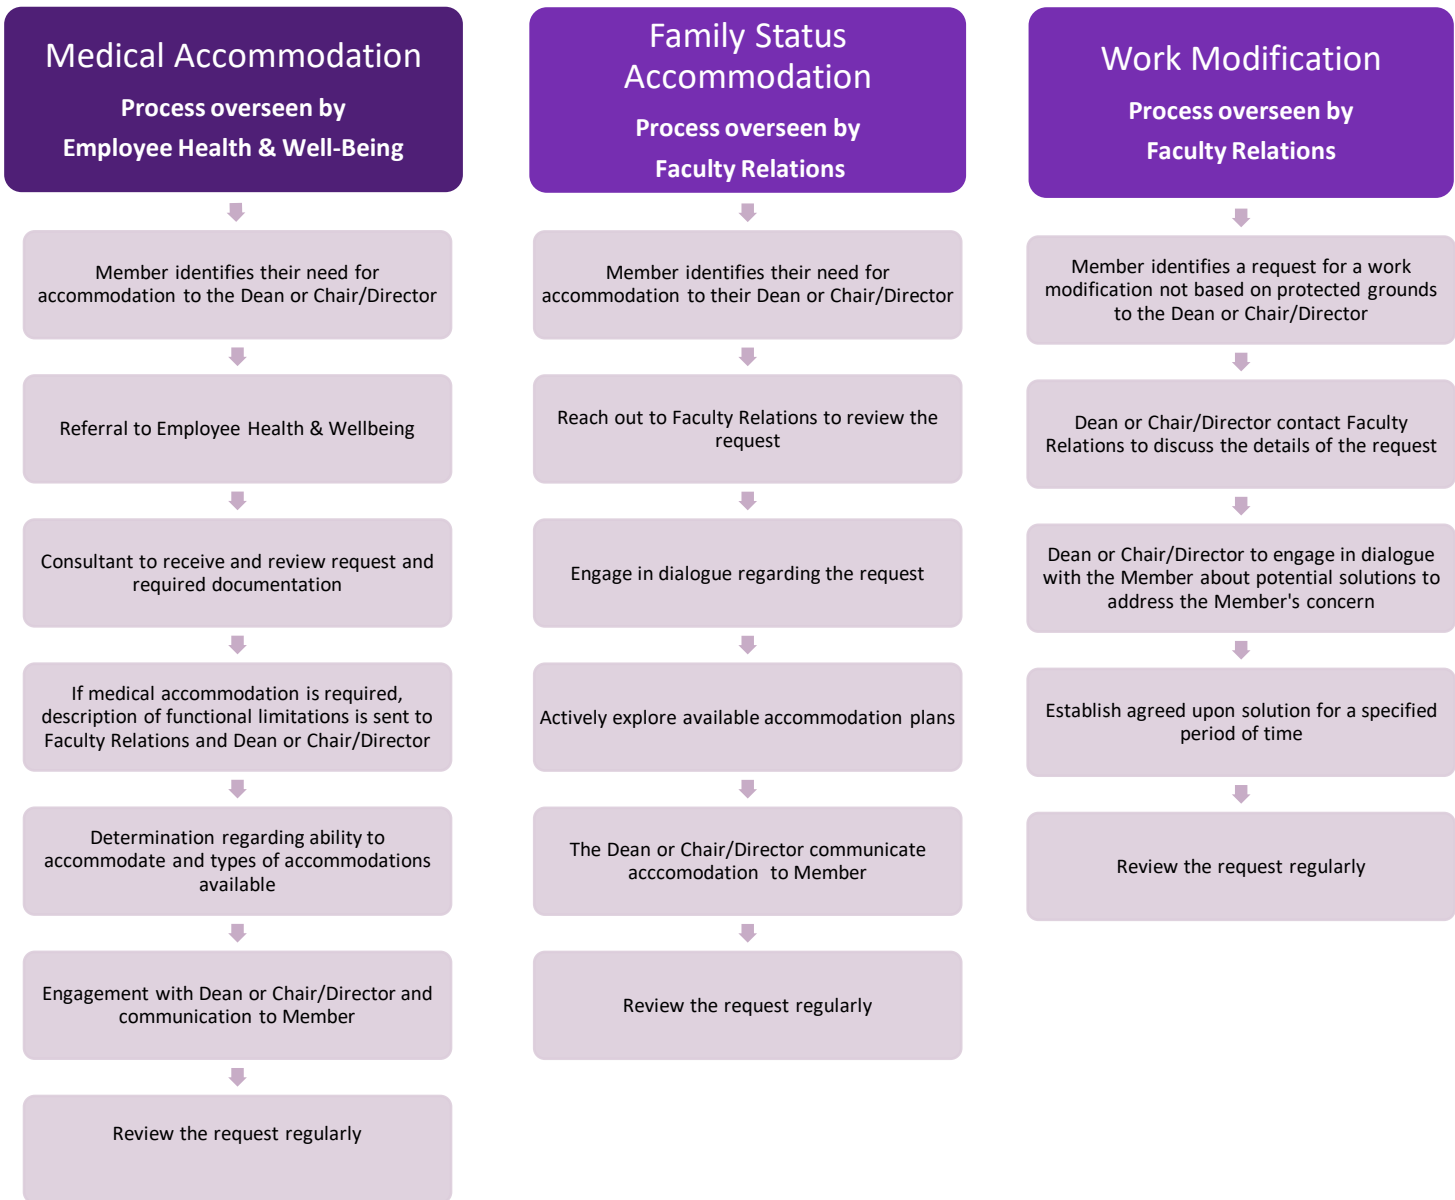 Medical Accommodation
Process overseen by
Employee Health & Well-Being
Member identifies their need for
accommodation to the Dean or Chair/Director
Referral to Employee Health & Wellbeing
Consultant to receive and review request and
required documentation
If medical accommodation is required,
description of functional limitations is sent to
Faculty Relations and Dean or Chair/Director
Determination regarding ability to
accommodate and types of accommodations
available
Engagement with Dean or Chair/Director and
communication to Member
Review the request regularly
Family Status
Accommodation
Process overseen by
Faculty Relations
Member identifies their need for
accommodation to their Dean or Chair/Director
Reach out to Faculty Relations to review the
request
Engage in dialogue regarding the request
Actively explore available accommodation plans
The Dean or Chair/Director communicate
acccomodation to Member
Review the request regularly
Work Modification
Process overseen by
Faculty Relations
Member identifies a request for a work
modification not based on protected grounds
to the Dean or Chair/Director
Dean or Chair/Director contact Faculty
Relations to discuss the details of the request
Dean or Chair/Director to engage in dialogue
with the Member about potential solutions to
address the Member's concern
Establish agreed upon solution for a specified
period of time
Review the request regularly